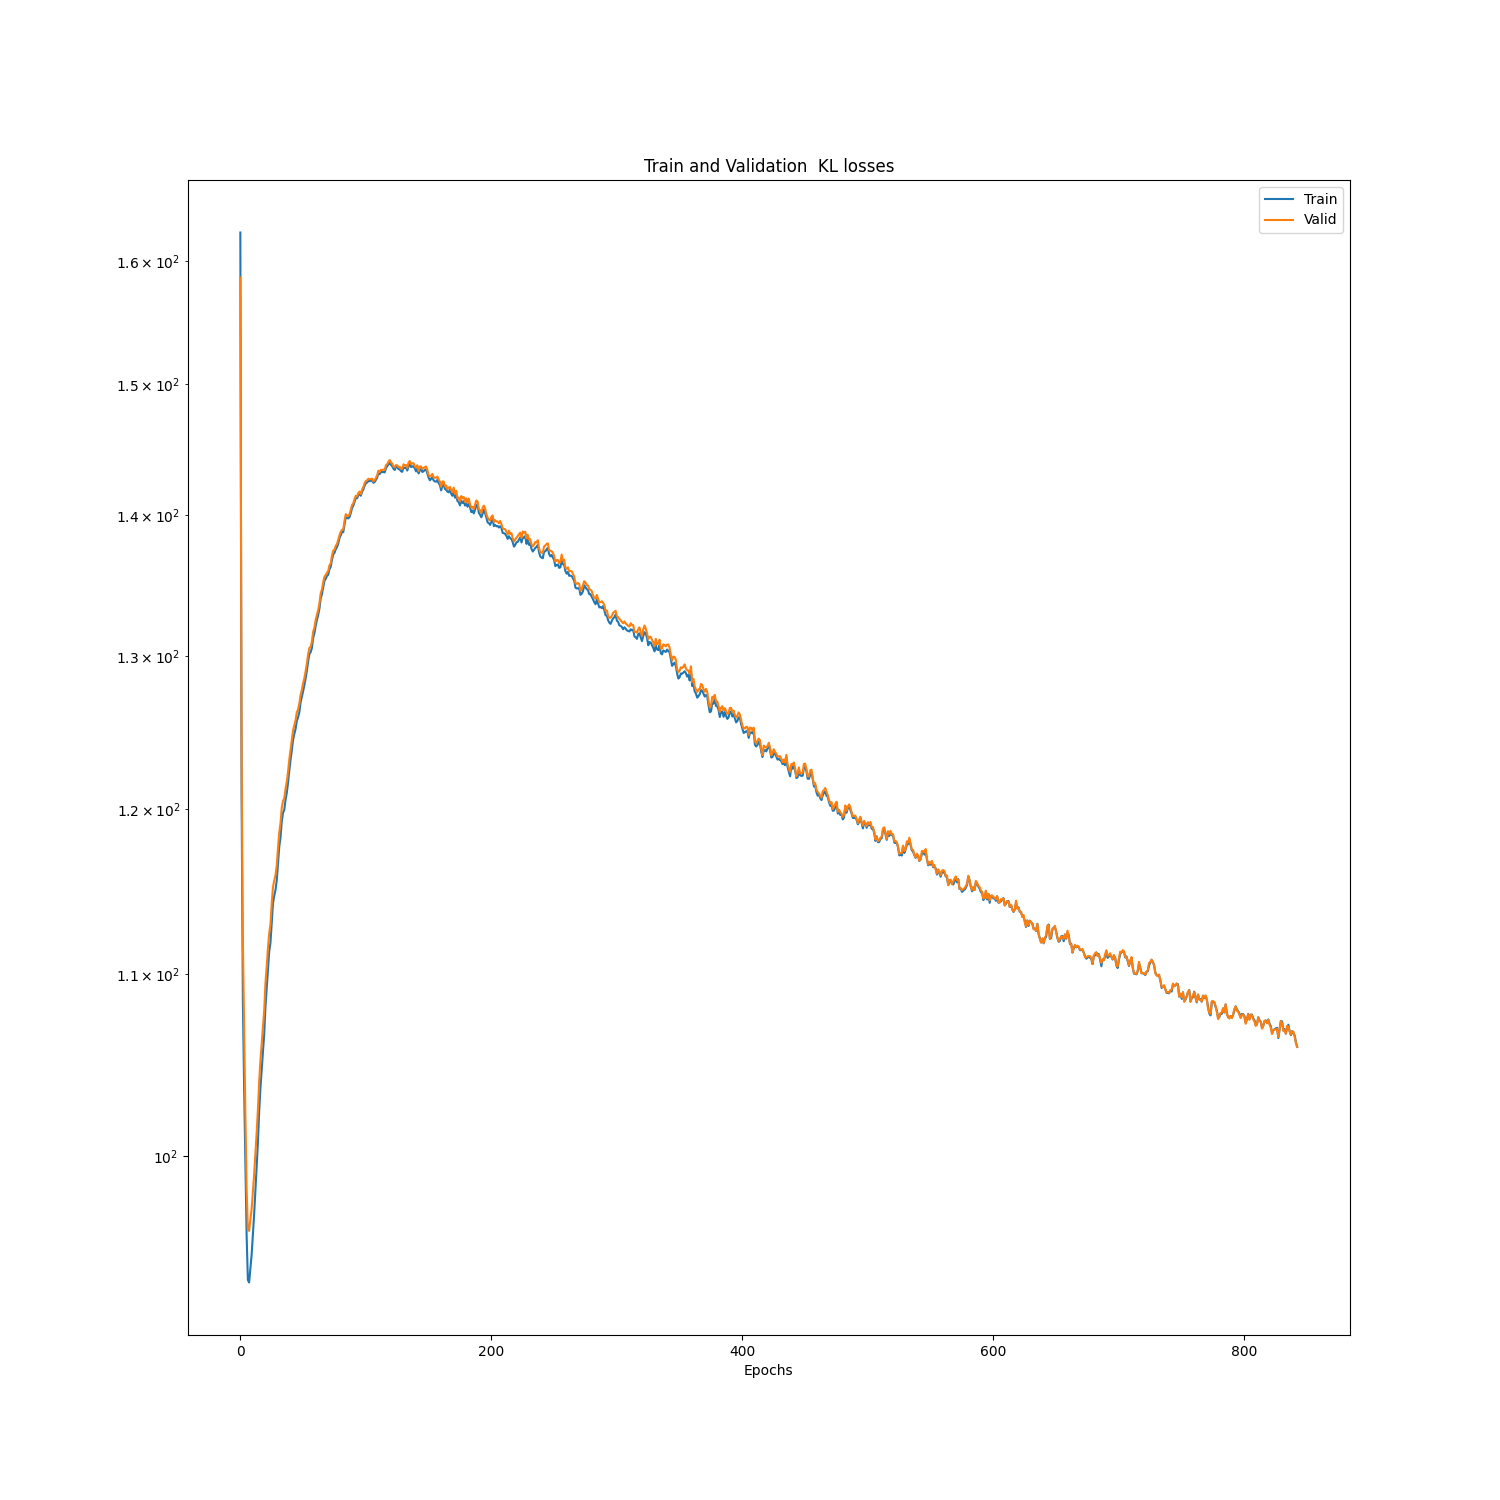 Train and Validation  KL losses
Train
Valid
1.6 × 10²
1.5 × 10²
1.4 × 10²
1.3 × 10²
1.2 × 10²
1.1 × 10²
10²
0 200 400 600 800
Epochs